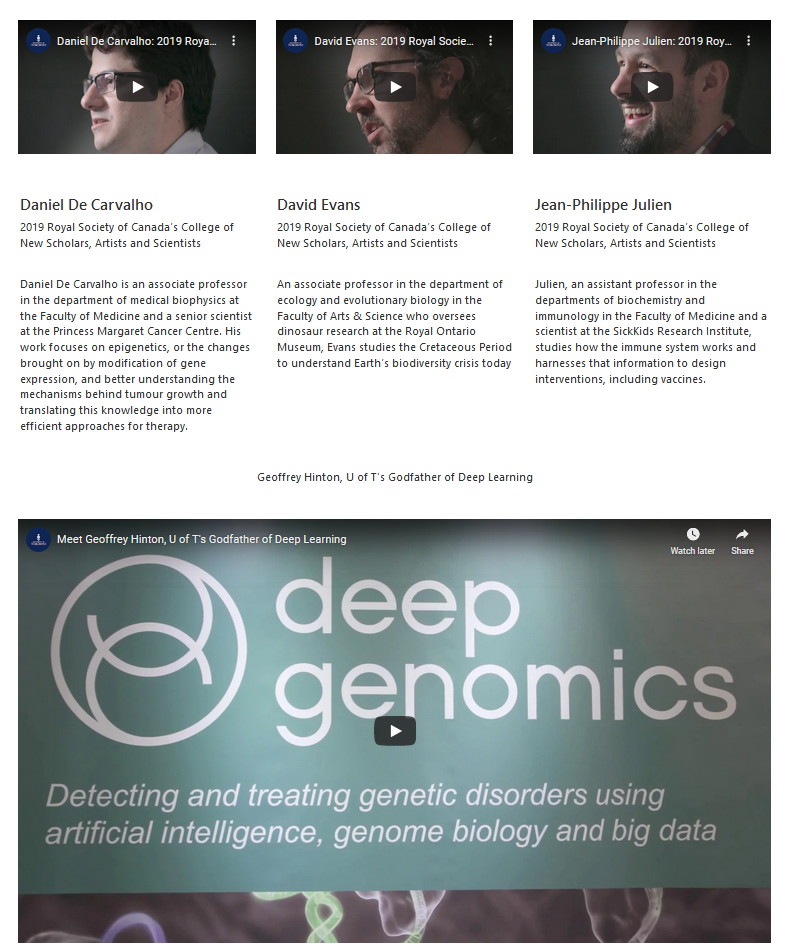 Daniel De Carvalho: 2019 Roya...
David Evans: 2019 Royal Socie...
Jean-Philippe Julien: 2019 Roy...
Daniel De Carvalho
2019 Royal Society of Canada's College of
New Scholars, Artists and Scientists
Daniel De Carvalho is an associate professor
in the department of medical biophysics at
the Faculty of Medicine and a senior scientist
at the Princess Margaret Cancer Centre. His
work focuses on epigenetics, or the changes
brought on by modification of gene
expression, and better understanding the
mechanisms behind tumour growth and
translating this knowledge into more
efficient approaches for therapy.
David Evans
2019 Royal Society of Canada's College of
New Scholars, Artists and Scientists
An associate professor in the department of
ecology and evolutionary biology in the
Faculty of Arts & Science who oversees
dinosaur research at the Royal Ontario
Museum, Evans studies the Cretaceous Period
to understand Earth's biodiversity crisis today
Jean-Philippe Julien
2019 Royal Society of Canada's College of
New Scholars, Artists and Scientists
Julien, an assistant professor in the
departments of biochemistry and
immunology in the Faculty of Medicine and a
scientist at the SickKids Research Institute,
studies how the immune system works and
harnesses that information to design
interventions, including vaccines.
Geoffrey Hinton, U of T's Godfather of Deep Learning
Meet Geoffrey Hinton, U of T's Godfather of Deep Learning
Watch later
Share
deep
genomics
Detecting and treating genetic disorders using
artificial intelligence, genome biology and big data